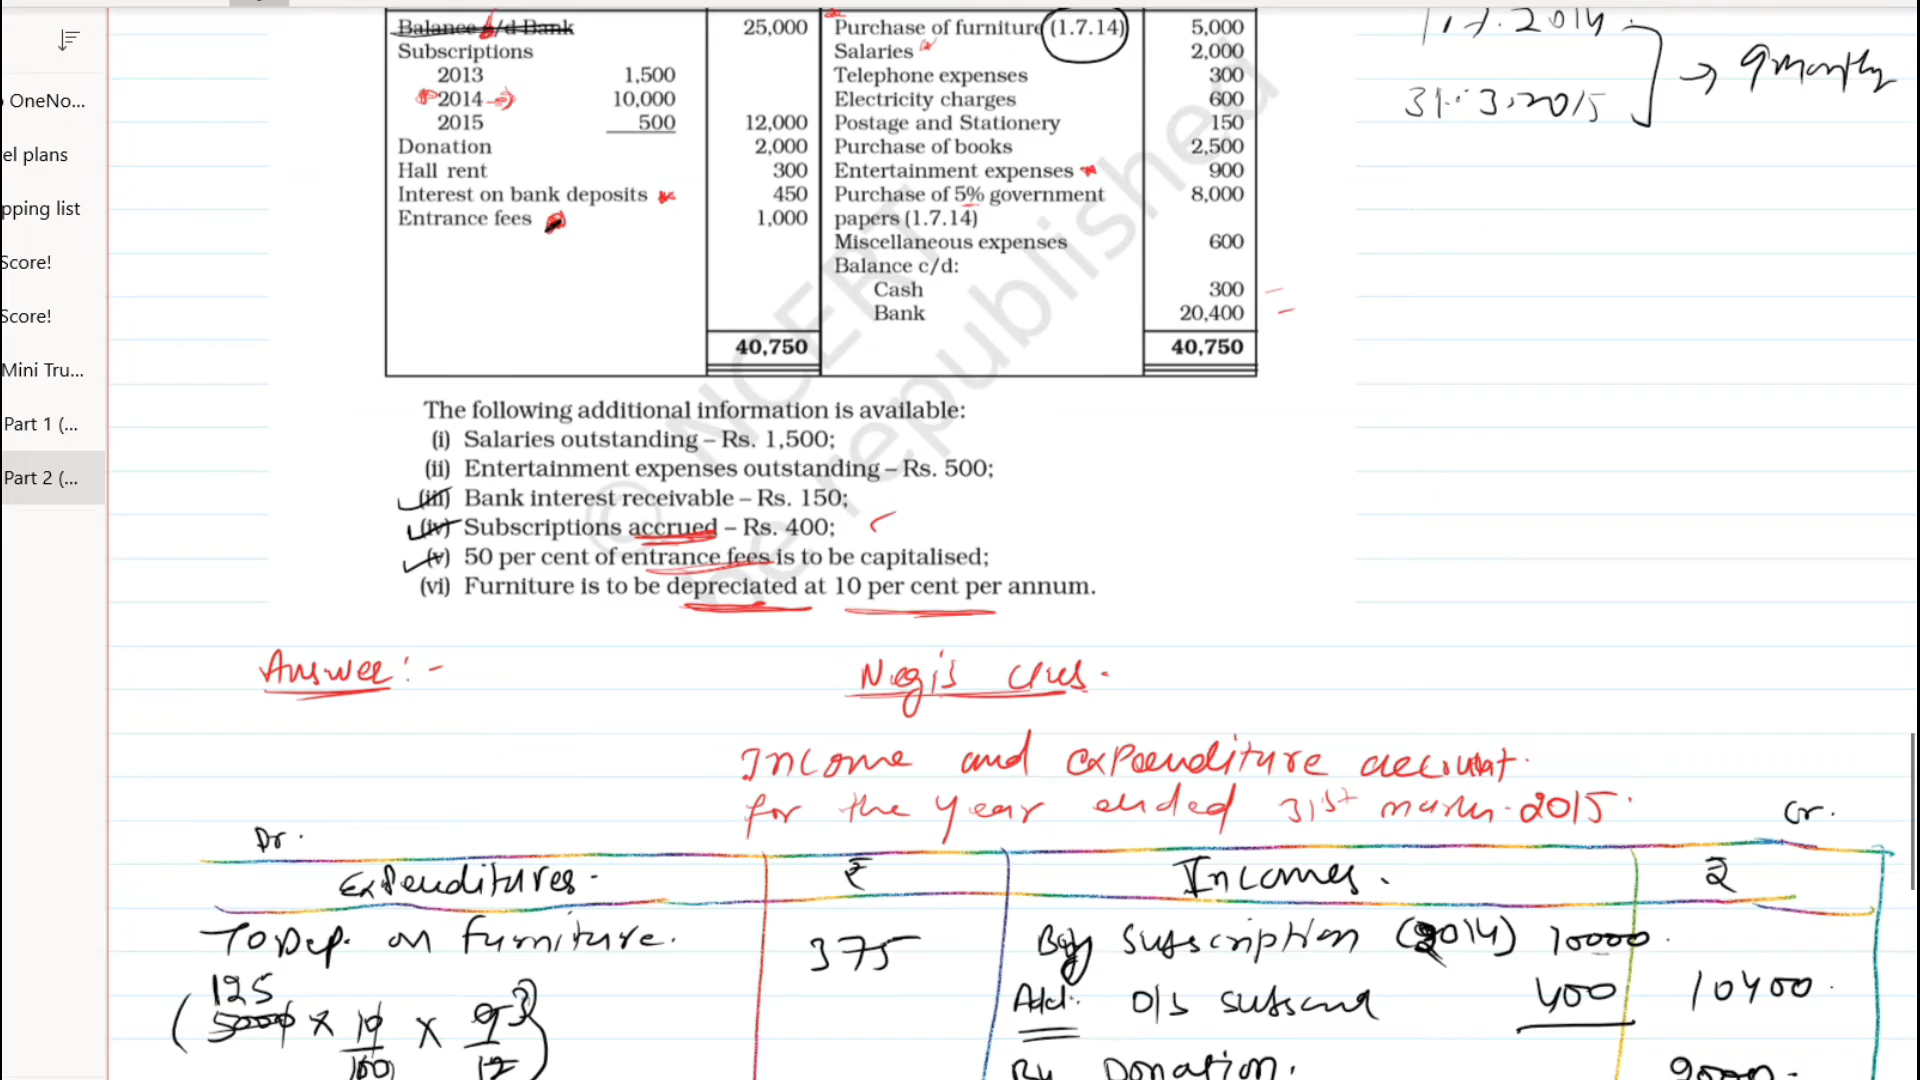 OneNo...
el plans
pping list
Score!
Score!
Mini Tru...
Part 1 (...
Part 2 (...
Balance b/d Bank 25,000 Purchase of furniture (1.7.14) 5,000
Subscriptions Salaries 2,000
2013 1,500 Telephone expenses 300
2014 10,000 Electricity charges 600
2015 500 12,000 Postage and Stationery 150
Donation 2,000 Purchase of books 2,500
Hall rent 300 Entertainment expenses 900
Interest on bank deposits 450 Purchase of 5% government 8,000
Entrance fees 1,000 papers (1.7.14)
Miscellaneous expenses 600
Balance c/d:
Cash 300
Bank 20,400
40,750 40,750
1.7.2014
31.3.2015
→ 9 months
© NCERT
be republished
The following additional information is available:
(i) Salaries outstanding – Rs. 1,500;
(ii) Entertainment expenses outstanding – Rs. 500;
(iii) Bank interest receivable – Rs. 150;
(iv) Subscriptions accrued – Rs. 400;
(v) 50 per cent of entrance fees is to be capitalised;
(vi) Furniture is to be depreciated at 10 per cent per annum.
Answer:-
Income and expenditure account.
for the year ended 31st march. 2015.
Dr. Cr.
Expenditures. ₹ Incomes. ₹
To Dep. on furniture. 375 By Subscription (2014) 10000.
125
(5000 × 10/100 × 9/12) 3
Add: O/s 400 10400.
By Donation. 2000.